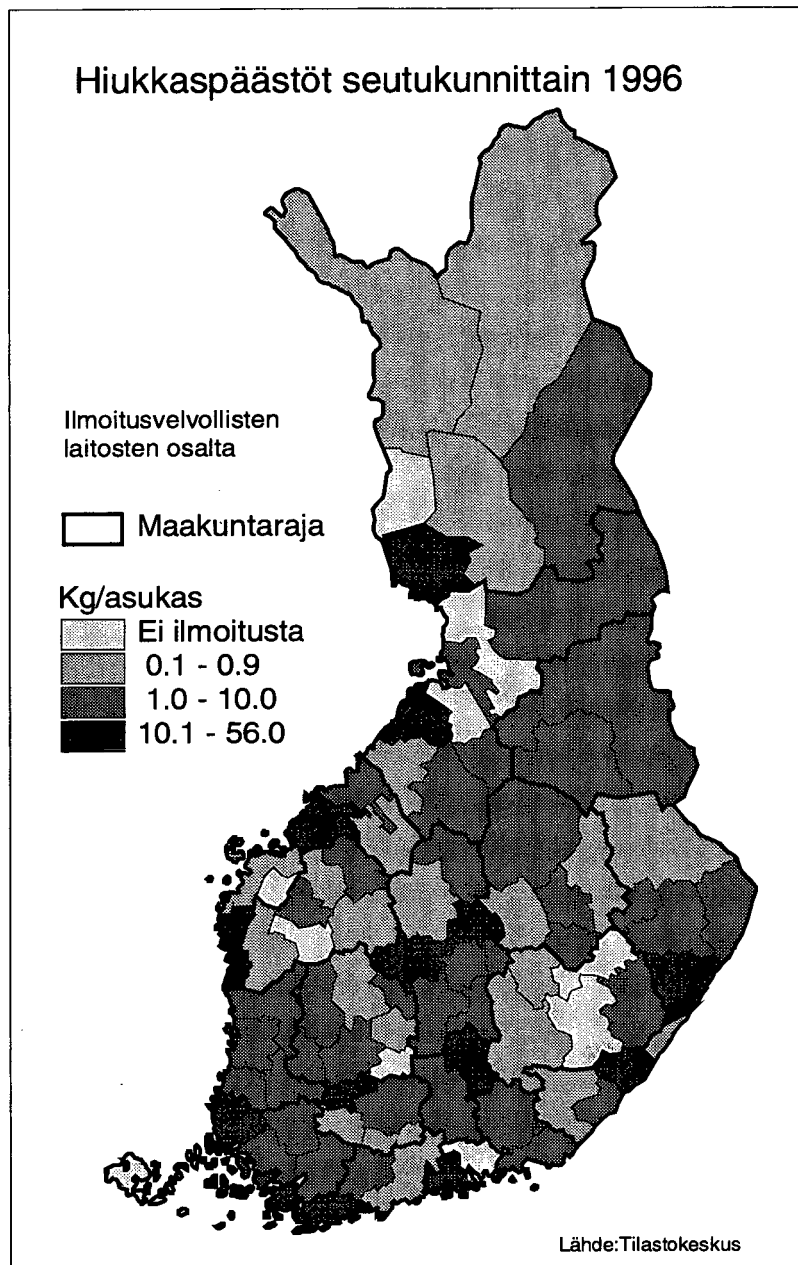 Hiukkaspäästöt seutukunnittain 1996
Ilmoitusvelvollisten
laitosten osalta
Maakuntaraja
Kg/asukas
Ei ilmoitusta
0.1 - 0.9
1.0 - 10.0
10.1 - 56.0
Lähde:Tilastokeskus